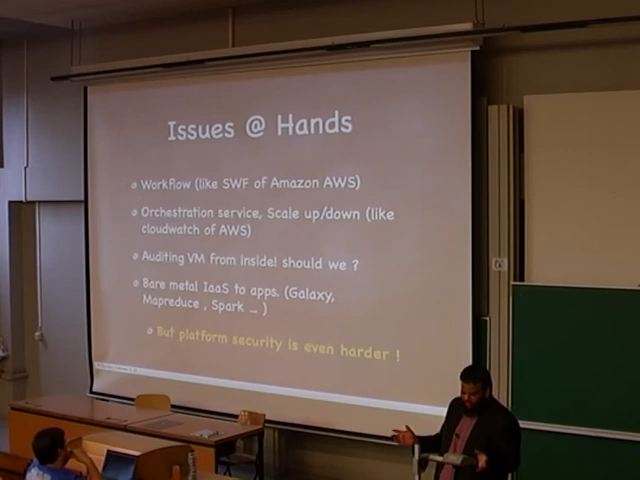 Issues @ Hands
Workflow (like SWF of Amazon AWS)
Orchestration service, Scale up/down (like
cloudwatch of AWS)
Auditing VM from inside! should we ?
Bare metal IaaS to apps. (Galaxy,
Mapreduce , Spark … )
But platform security is even harder !